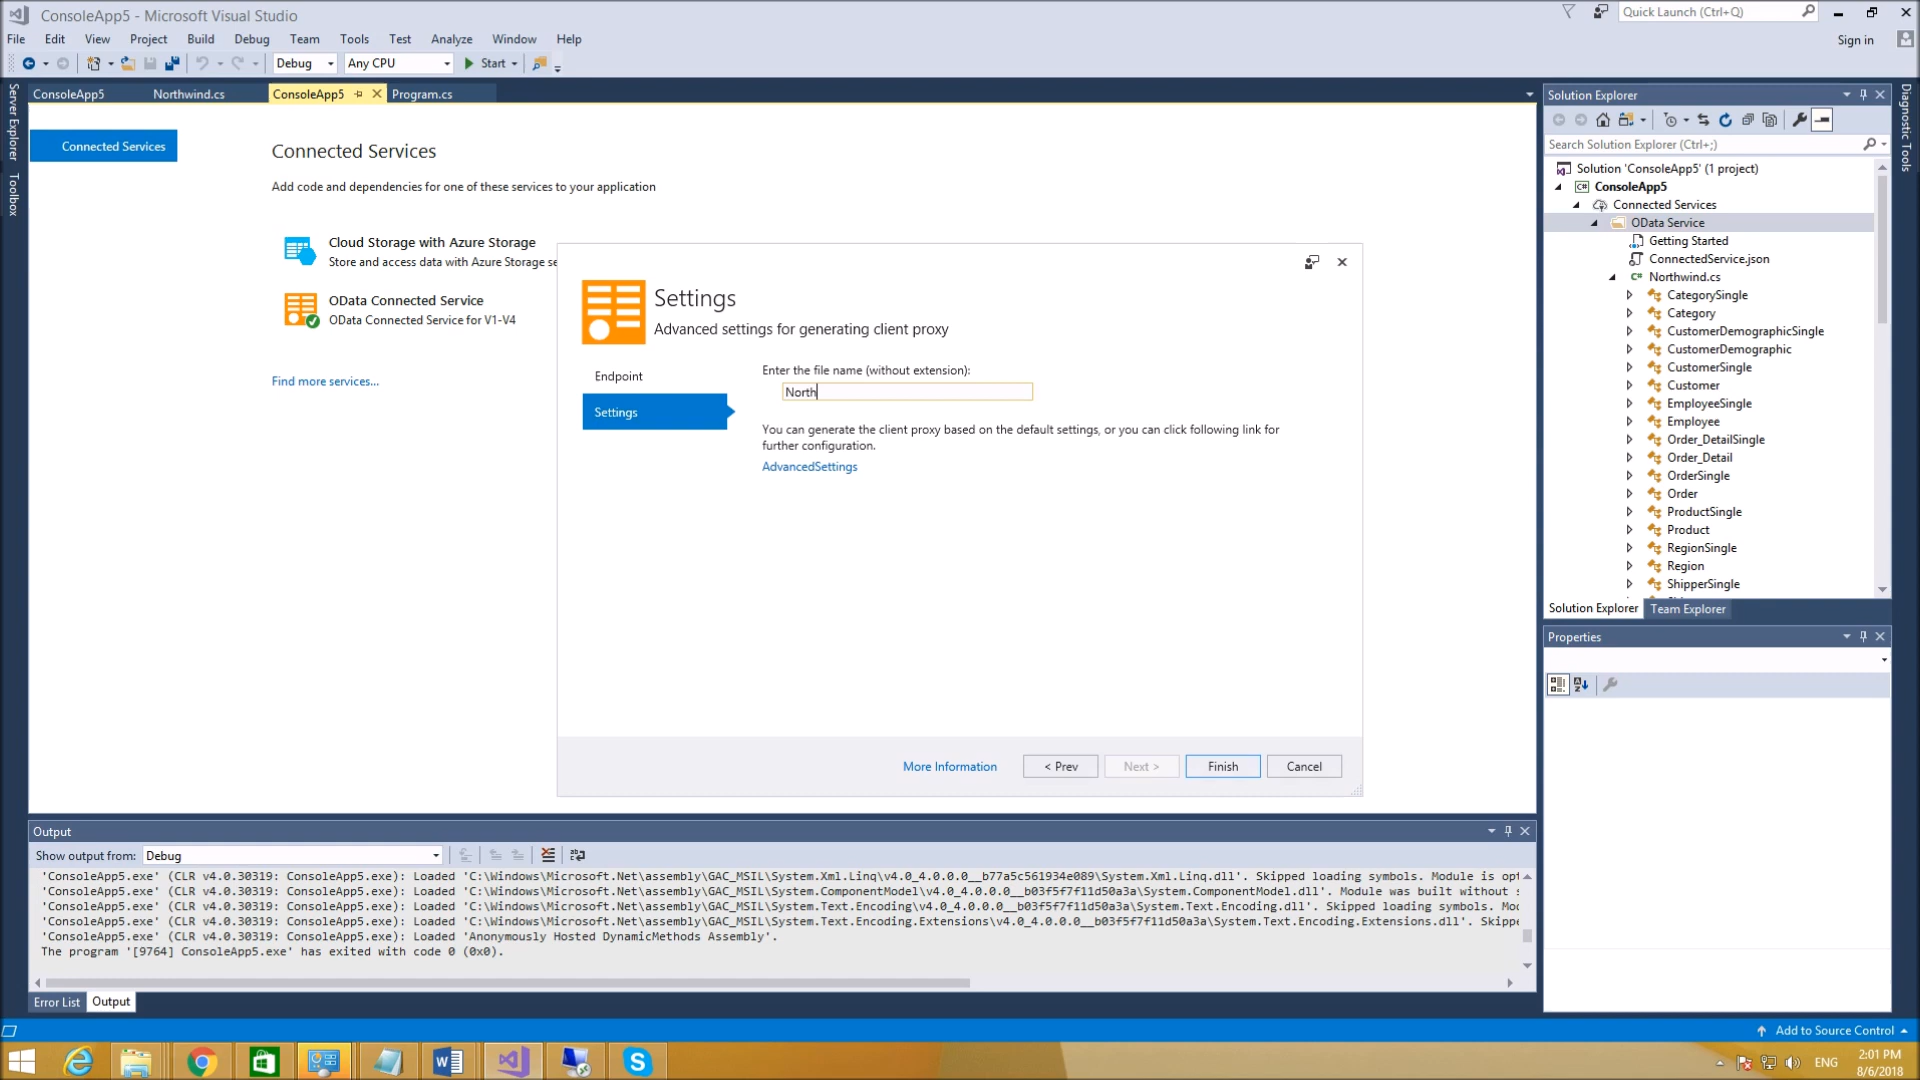 ConsoleApp5 - Microsoft Visual Studio
Quick Launch (Ctrl+Q)
File Edit View Project Build Debug Team Tools Test Analyze Window Help
Sign in
Debug Any CPU Start
Server Explorer
Toolbox
ConsoleApp5 Northwind.cs ConsoleApp5 Program.cs
Connected Services
Connected Services
Add code and dependencies for one of these services to your application
Cloud Storage with Azure Storage
Store and access data with Azure Storage se
OData Connected Service
OData Connected Service for V1-V4
Find more services...
Settings
Advanced settings for generating client proxy
Endpoint
Settings
Enter the file name (without extension):
North
You can generate the client proxy based on the default settings, or you can click following link for
further configuration.
AdvancedSettings
More Information
< Prev
Next >
Finish
Cancel
Solution Explorer
Search Solution Explorer (Ctrl+;)
Solution 'ConsoleApp5' (1 project)
ConsoleApp5
Connected Services
OData Service
Getting Started
ConnectedService.json
Northwind.cs
CategorySingle
Category
CustomerDemographicSingle
CustomerDemographic
CustomerSingle
Customer
EmployeeSingle
Employee
Order_DetailSingle
Order_Detail
OrderSingle
Order
ProductSingle
Product
RegionSingle
Region
ShipperSingle
Solution Explorer Team Explorer
Properties
Diagnostic Tools
Output
Show output from: Debug
'ConsoleApp5.exe' (CLR v4.0.30319: ConsoleApp5.exe): Loaded 'C:\Windows\Microsoft.Net\assembly\GAC_MSIL\System.Xml.Linq\v4.0_4.0.0.0__b77a5c561934e089\System.Xml.Linq.dll'. Skipped loading symbols. Module is opt
'ConsoleApp5.exe' (CLR v4.0.30319: ConsoleApp5.exe): Loaded 'C:\Windows\Microsoft.Net\assembly\GAC_MSIL\System.ComponentModel\v4.0_4.0.0.0__b03f5f7f11d50a3a\System.ComponentModel.dll'. Module was built without s
'ConsoleApp5.exe' (CLR v4.0.30319: ConsoleApp5.exe): Loaded 'C:\Windows\Microsoft.Net\assembly\GAC_MSIL\System.Text.Encoding\v4.0_4.0.0.0__b03f5f7f11d50a3a\System.Text.Encoding.dll'. Skipped loading symbols. Mod
'ConsoleApp5.exe' (CLR v4.0.30319: ConsoleApp5.exe): Loaded 'C:\Windows\Microsoft.Net\assembly\GAC_MSIL\System.Text.Encoding.Extensions\v4.0_4.0.0.0__b03f5f7f11d50a3a\System.Text.Encoding.Extensions.dll'. Skippe
'ConsoleApp5.exe' (CLR v4.0.30319: ConsoleApp5.exe): Loaded 'Anonymously Hosted DynamicMethods Assembly'.
The program '[9764] ConsoleApp5.exe' has exited with code 0 (0x0).
Error List Output
Add to Source Control
ENG
2:01 PM
8/6/2018